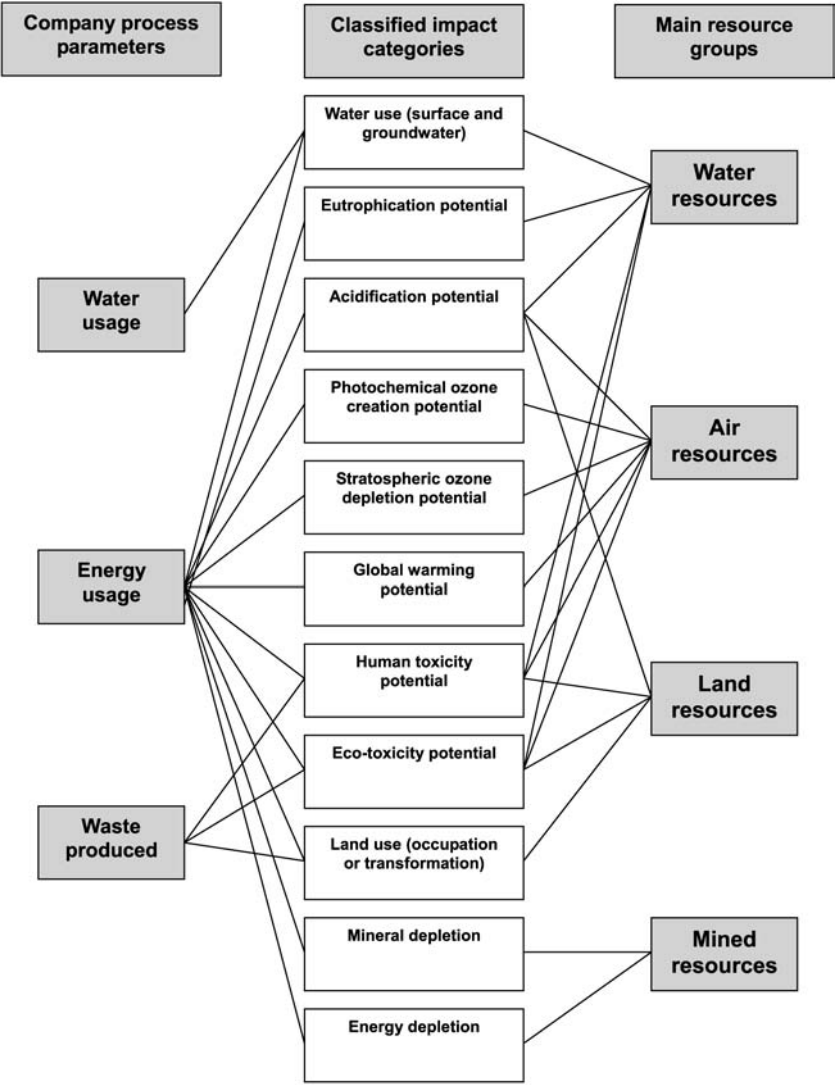 Company process
parameters
Classified impact
categories
Main resource
groups
Water use (surface and
groundwater)
Eutrophication potential
Acidification potential
Photochemical ozone
creation potential
Stratospheric ozone
depletion potential
Global warming
potential
Human toxicity
potential
Eco-toxicity potential
Land use (occupation
or transformation)
Mineral depletion
Energy depletion
Water
usage
Energy
usage
Waste
produced
Water
resources
Air
resources
Land
resources
Mined
resources